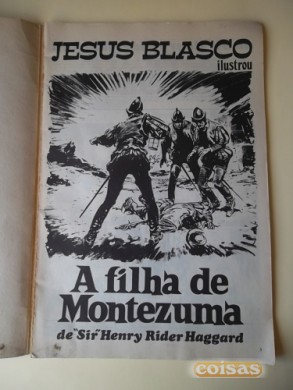 JESUS BLASCO
ilustrou
A filha de
Montezuma
de "Sir" Henry Rider Haggard
coisas